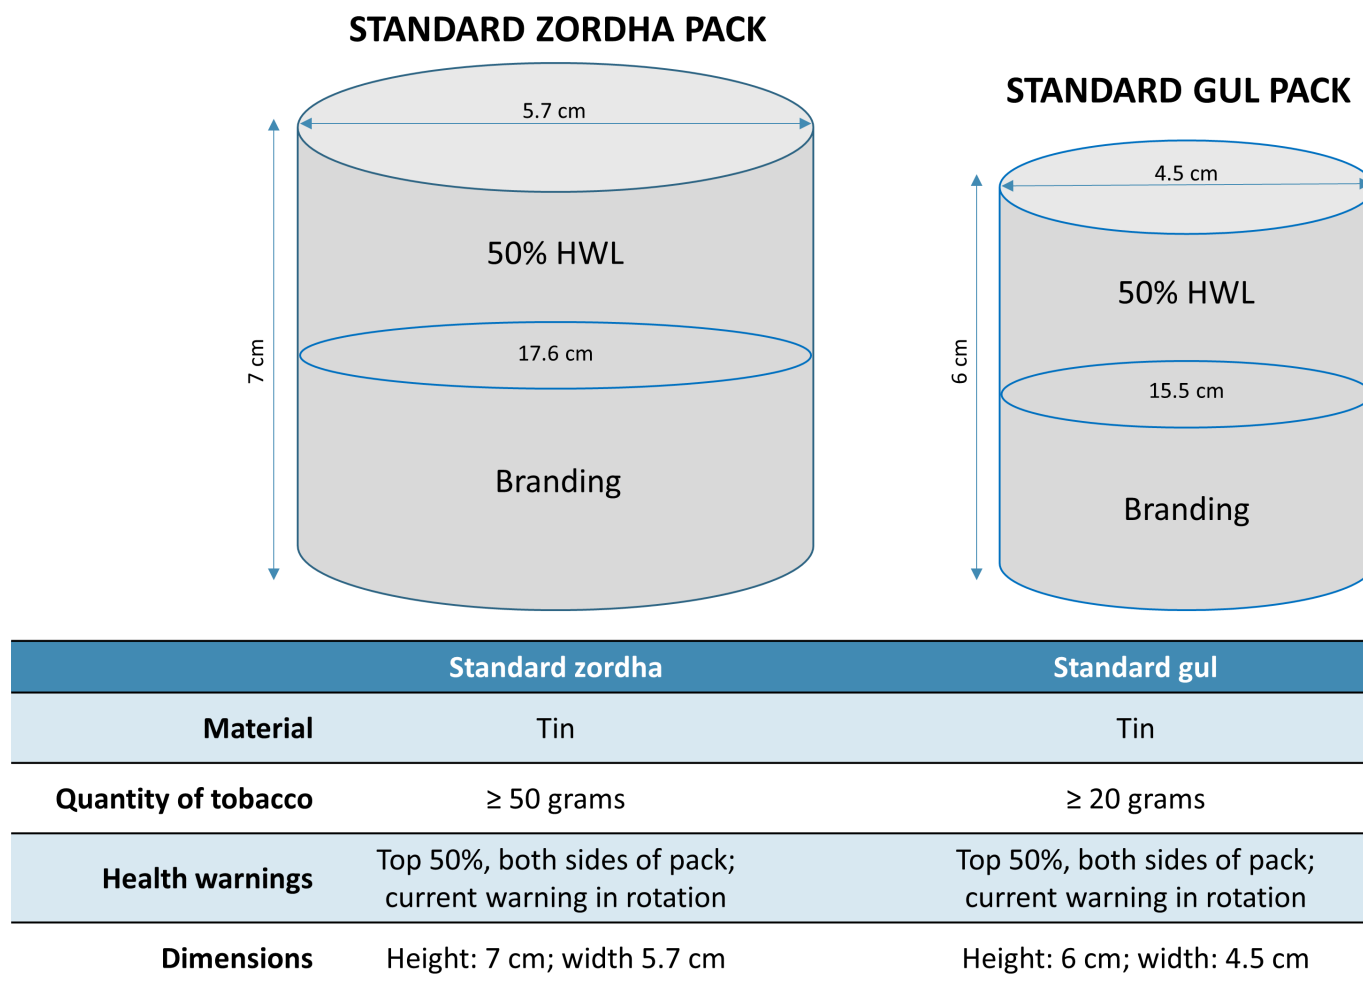 STANDARD ZORDHA PACK
5.7 cm
50% HWL
7 cm
17.6 cm
Branding
STANDARD GUL PACK
4.5 cm
50% HWL
6 cm
15.5 cm
Branding
Standard zordha Standard gul
Material Tin Tin
Quantity of tobacco ≥ 50 grams ≥ 20 grams
Health warnings Top 50%, both sides of pack; Top 50%, both sides of pack;
current warning in rotation current warning in rotation
Dimensions Height: 7 cm; width 5.7 cm Height: 6 cm; width: 4.5 cm